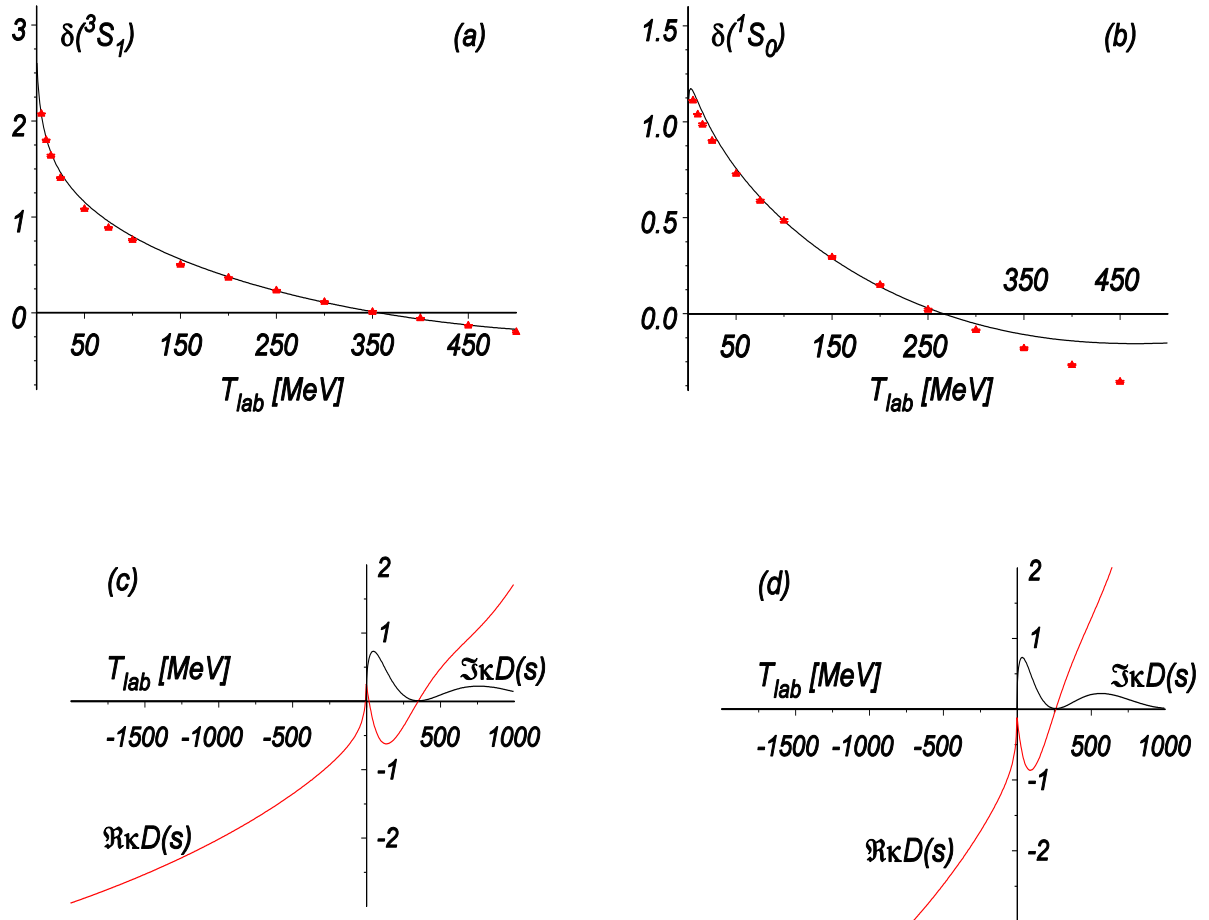 3
δ(³S₁)
(a)
2
1
0
50 150 250 350 450
T_lab [MeV]
1.5
δ(¹S₀)
(b)
1.0
0.5
350 450
0.0
50 150 250
T_lab [MeV]
(c)
2
1
T_lab [MeV]
ℑκD(s)
-1500 -1000 -500
500 1000
-1
ℜκD(s)
-2
(d)
2
1
T_lab [MeV]
ℑκD(s)
-1500 -1000 -500
500 1000
-1
ℜκD(s)
-2